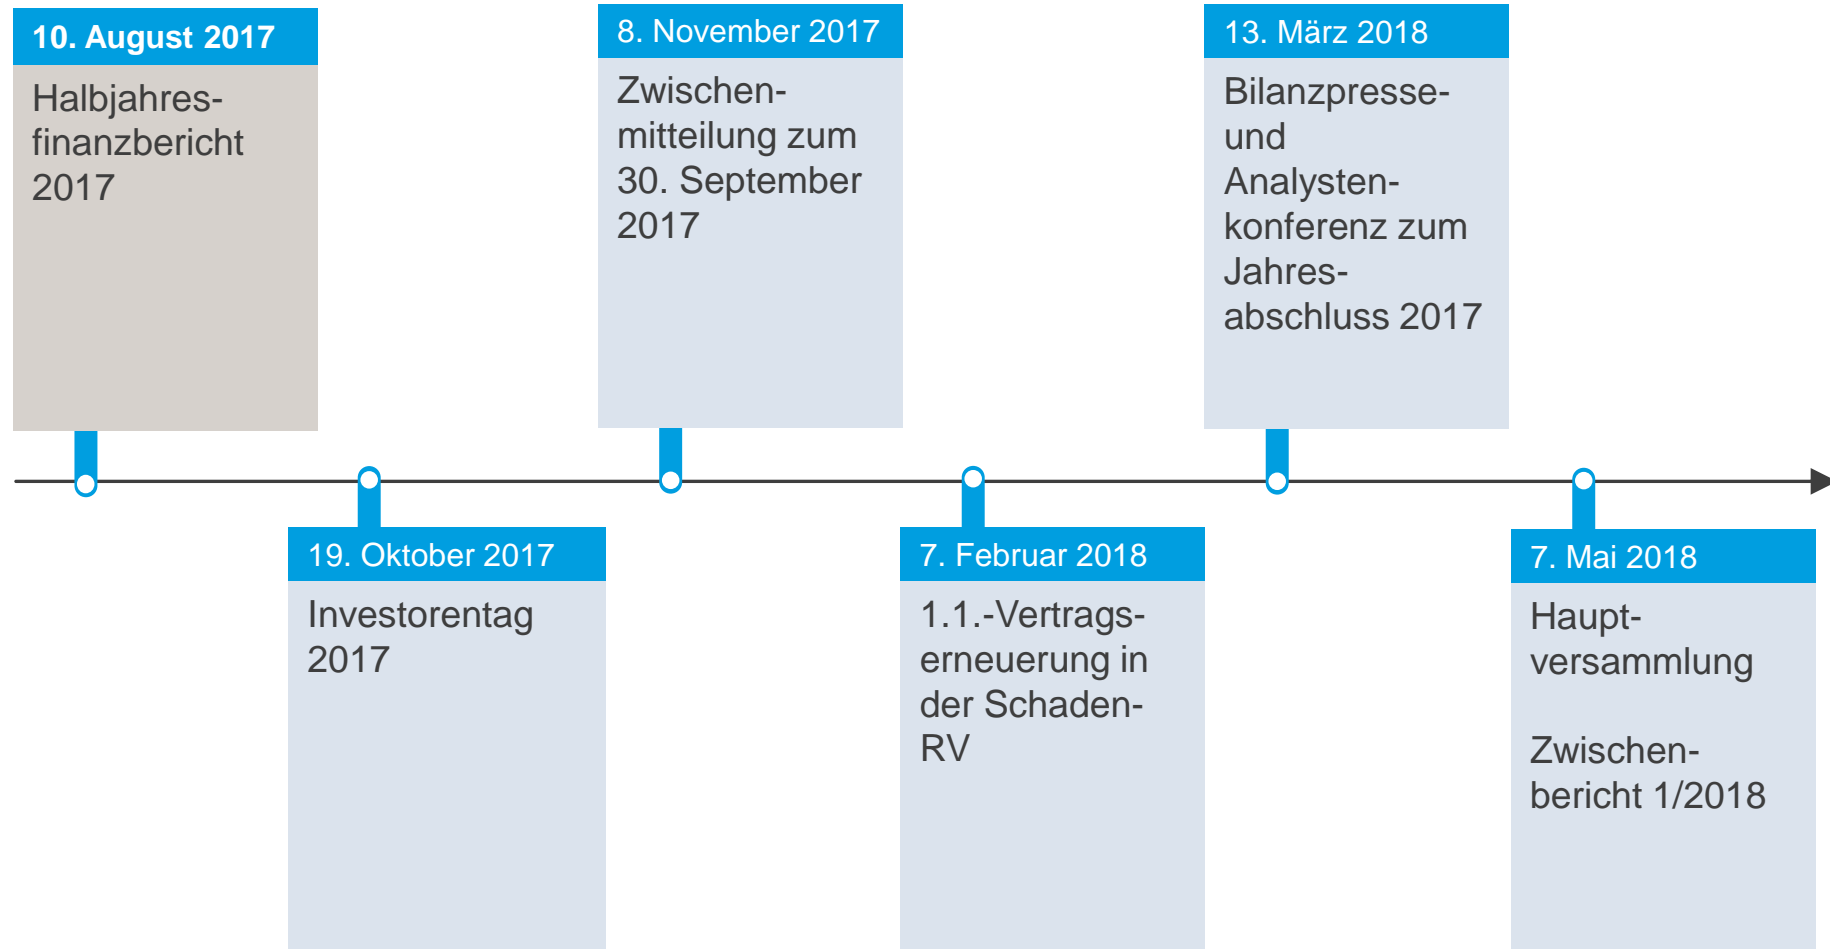 10. August 2017
Halbjahres-
finanzbericht
2017
19. Oktober 2017
Investorentag
2017
8. November 2017
Zwischen-
mitteilung zum
30. September
2017
7. Februar 2018
1.1.-Vertrags-
erneuerung in
der Schaden-
RV
13. März 2018
Bilanzpresse-
und
Analysten-
konferenz zum
Jahres-
abschluss 2017
7. Mai 2018
Haupt-
versammlung
Zwischen-
bericht 1/2018